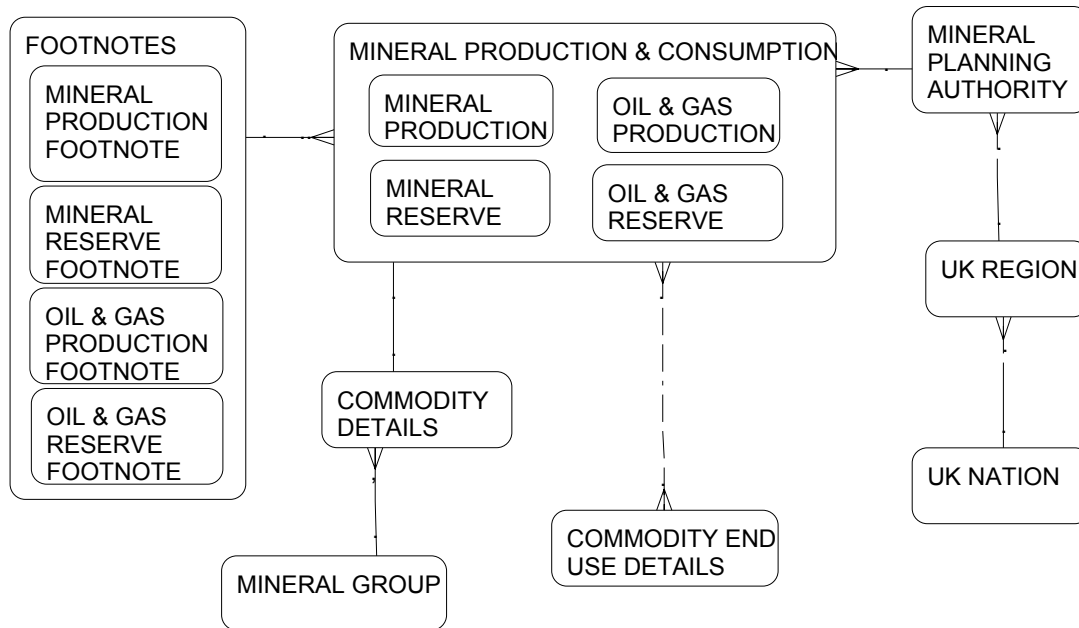 FOOTNOTES
MINERAL
PRODUCTION
FOOTNOTE
MINERAL
RESERVE
FOOTNOTE
OIL & GAS
PRODUCTION
FOOTNOTE
OIL & GAS
RESERVE
FOOTNOTE
MINERAL PRODUCTION & CONSUMPTION
MINERAL
PRODUCTION
OIL & GAS
PRODUCTION
MINERAL
RESERVE
OIL & GAS
RESERVE
MINERAL
PLANNING
AUTHORITY
UK REGION
UK NATION
COMMODITY
DETAILS
COMMODITY END
USE DETAILS
MINERAL GROUP